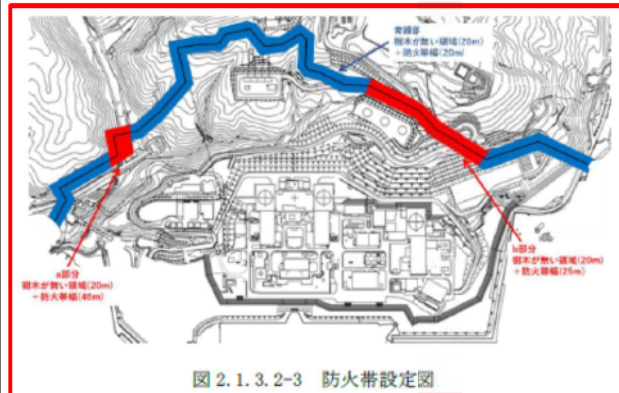 青線部
樹木が無い領域(20m)
+防火帯幅(20m)
a部分
樹木が無い領域(20m)
+防火帯幅(46m)
b部分
樹木が無い領域(20m)
+防火帯幅(25m)
図 2.1.3.2-3 防火帯設定図